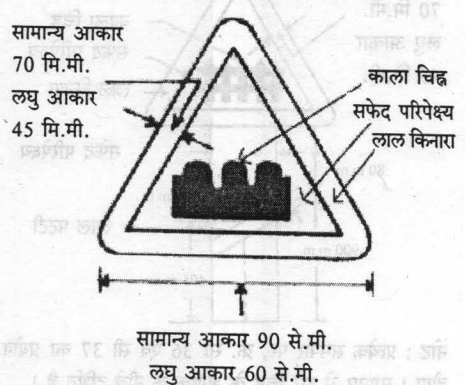 सामान्य आकार
70 मि.मी.
लघु आकार
45 मि.मी.
काला चिह्न
सफेद परिपेक्ष्य
लाल किनारा
सामान्य आकार 90 से.मी.
लघु आकार 60 से.मी.